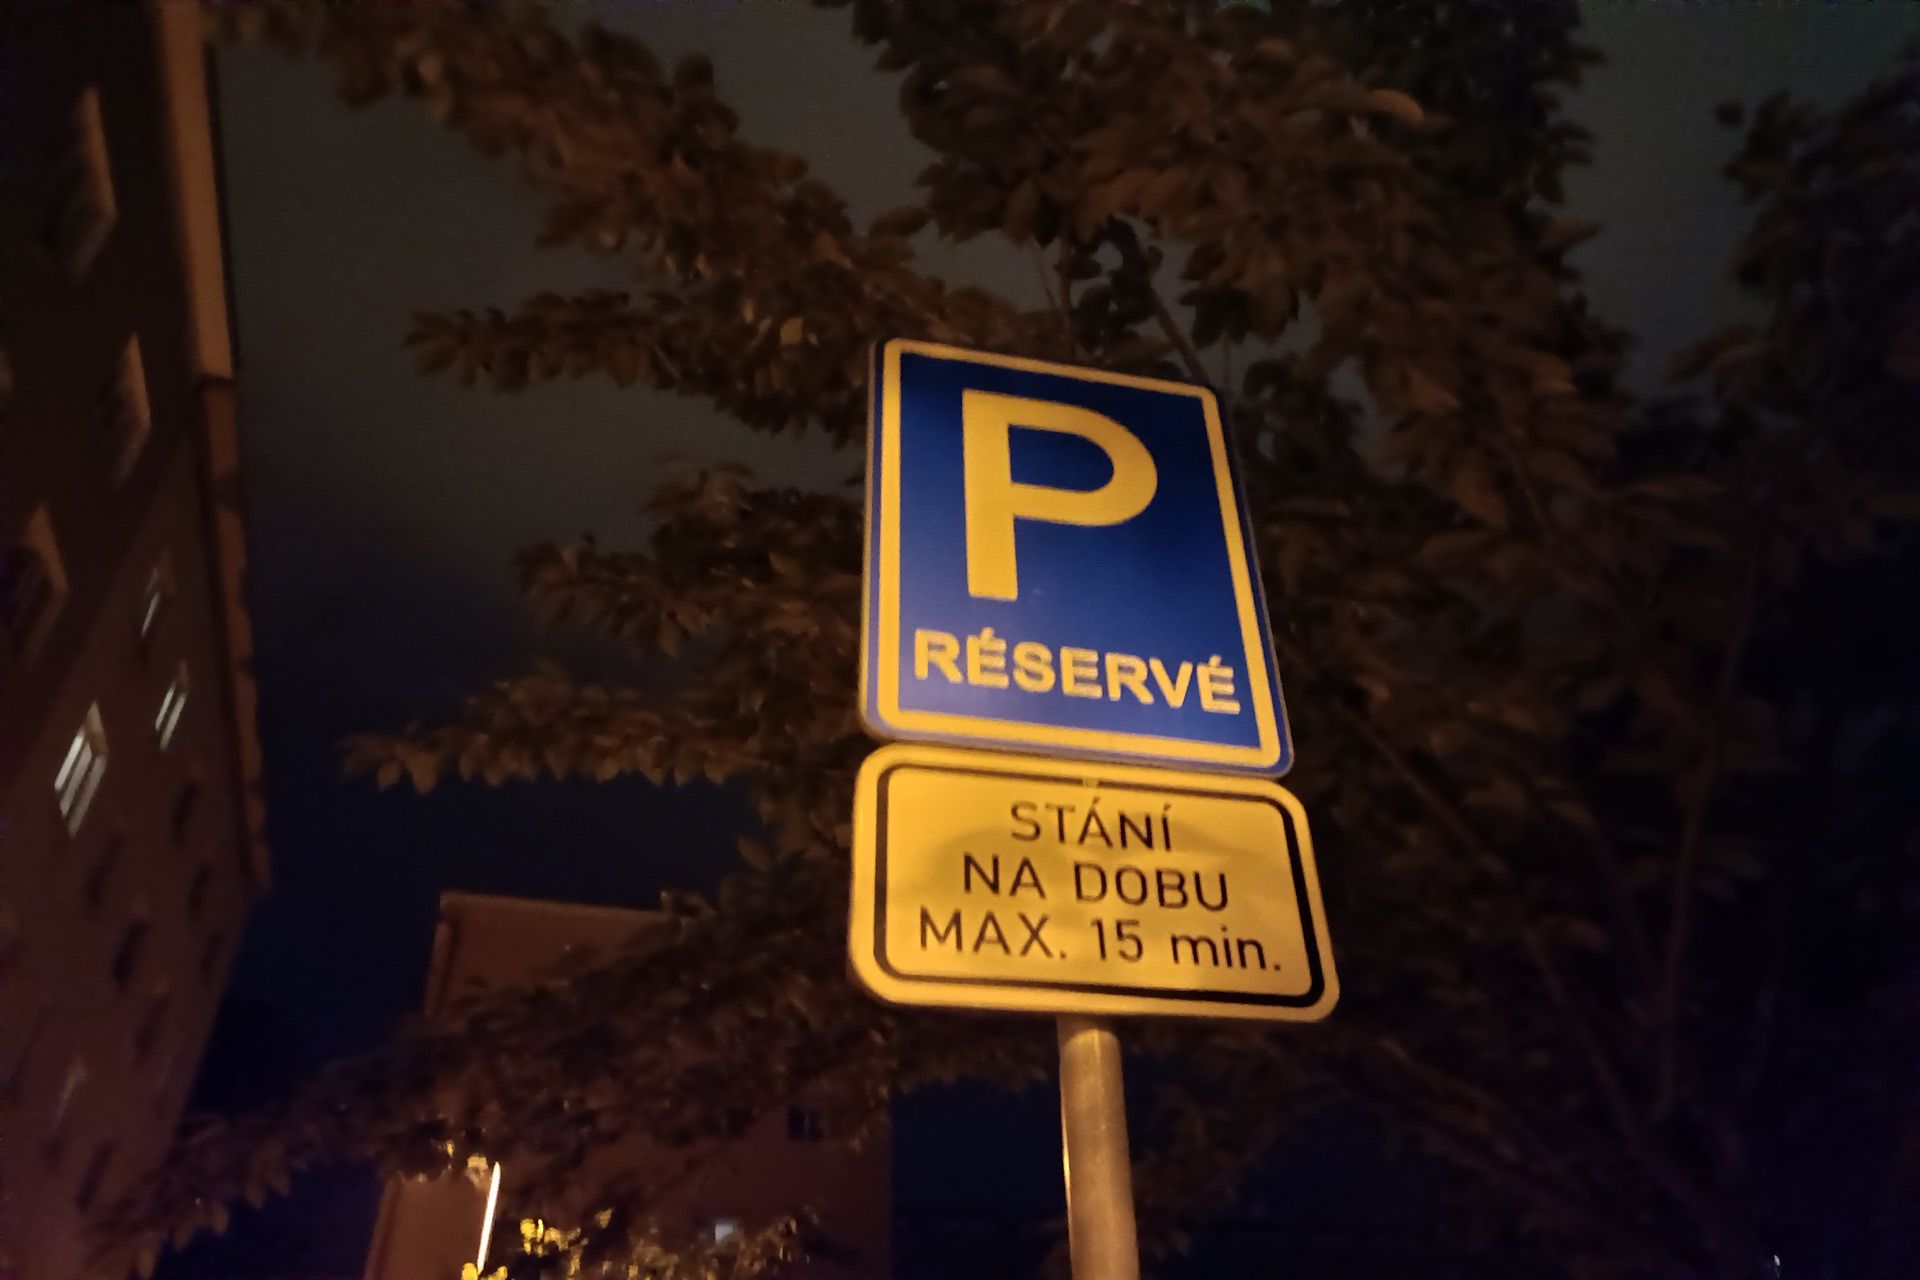 P
RÉSERVÉ
STÁNÍ
NA DOBU
MAX. 15 min.